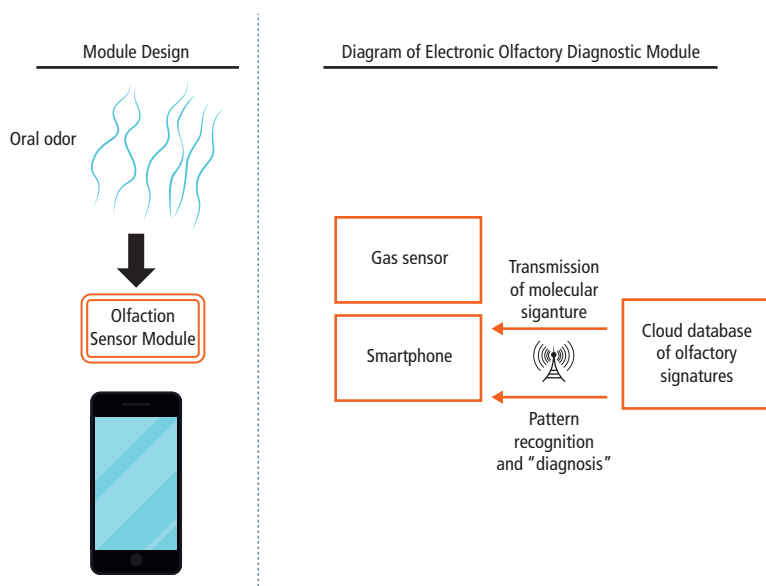 Module Design
Oral odor
Olfaction
Sensor Module
Diagram of Electronic Olfactory Diagnostic Module
Gas sensor
Smartphone
Transmission
of molecular
siganture
Pattern
recognition
and “diagnosis”
Cloud database
of olfactory
signatures